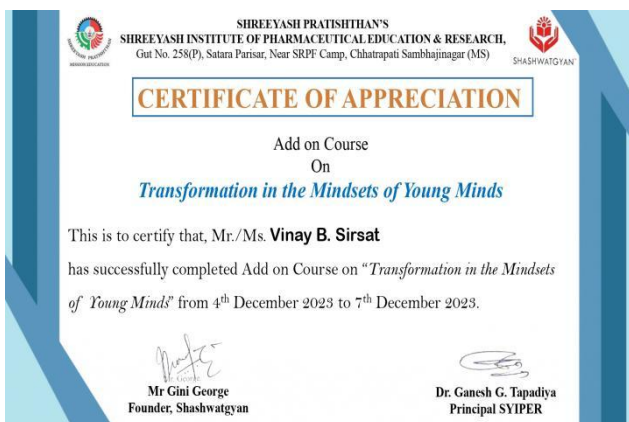 SHREEYASH PRATISHTHAN'S
SHREEYASH INSTITUTE OF PHARMACEUTICAL EDUCATION & RESEARCH,
Gut No. 258(P), Satara Parisar, Near SRPF Camp, Chhatrapati Sambhajinagar (MS)
SHASHWATGYAN
CERTIFICATE OF APPRECIATION
Add on Course
On
Transformation in the Mindsets of Young Minds
This is to certify that, Mr./Ms. Vinay B. Sirsat
has successfully completed Add on Course on “Transformation in the Mindsets
of Young Minds” from 4th December 2023 to 7th December 2023.
Mr Gini George
Founder, Shashwatgyan
Dr. Ganesh G. Tapadiya
Principal SYIPER